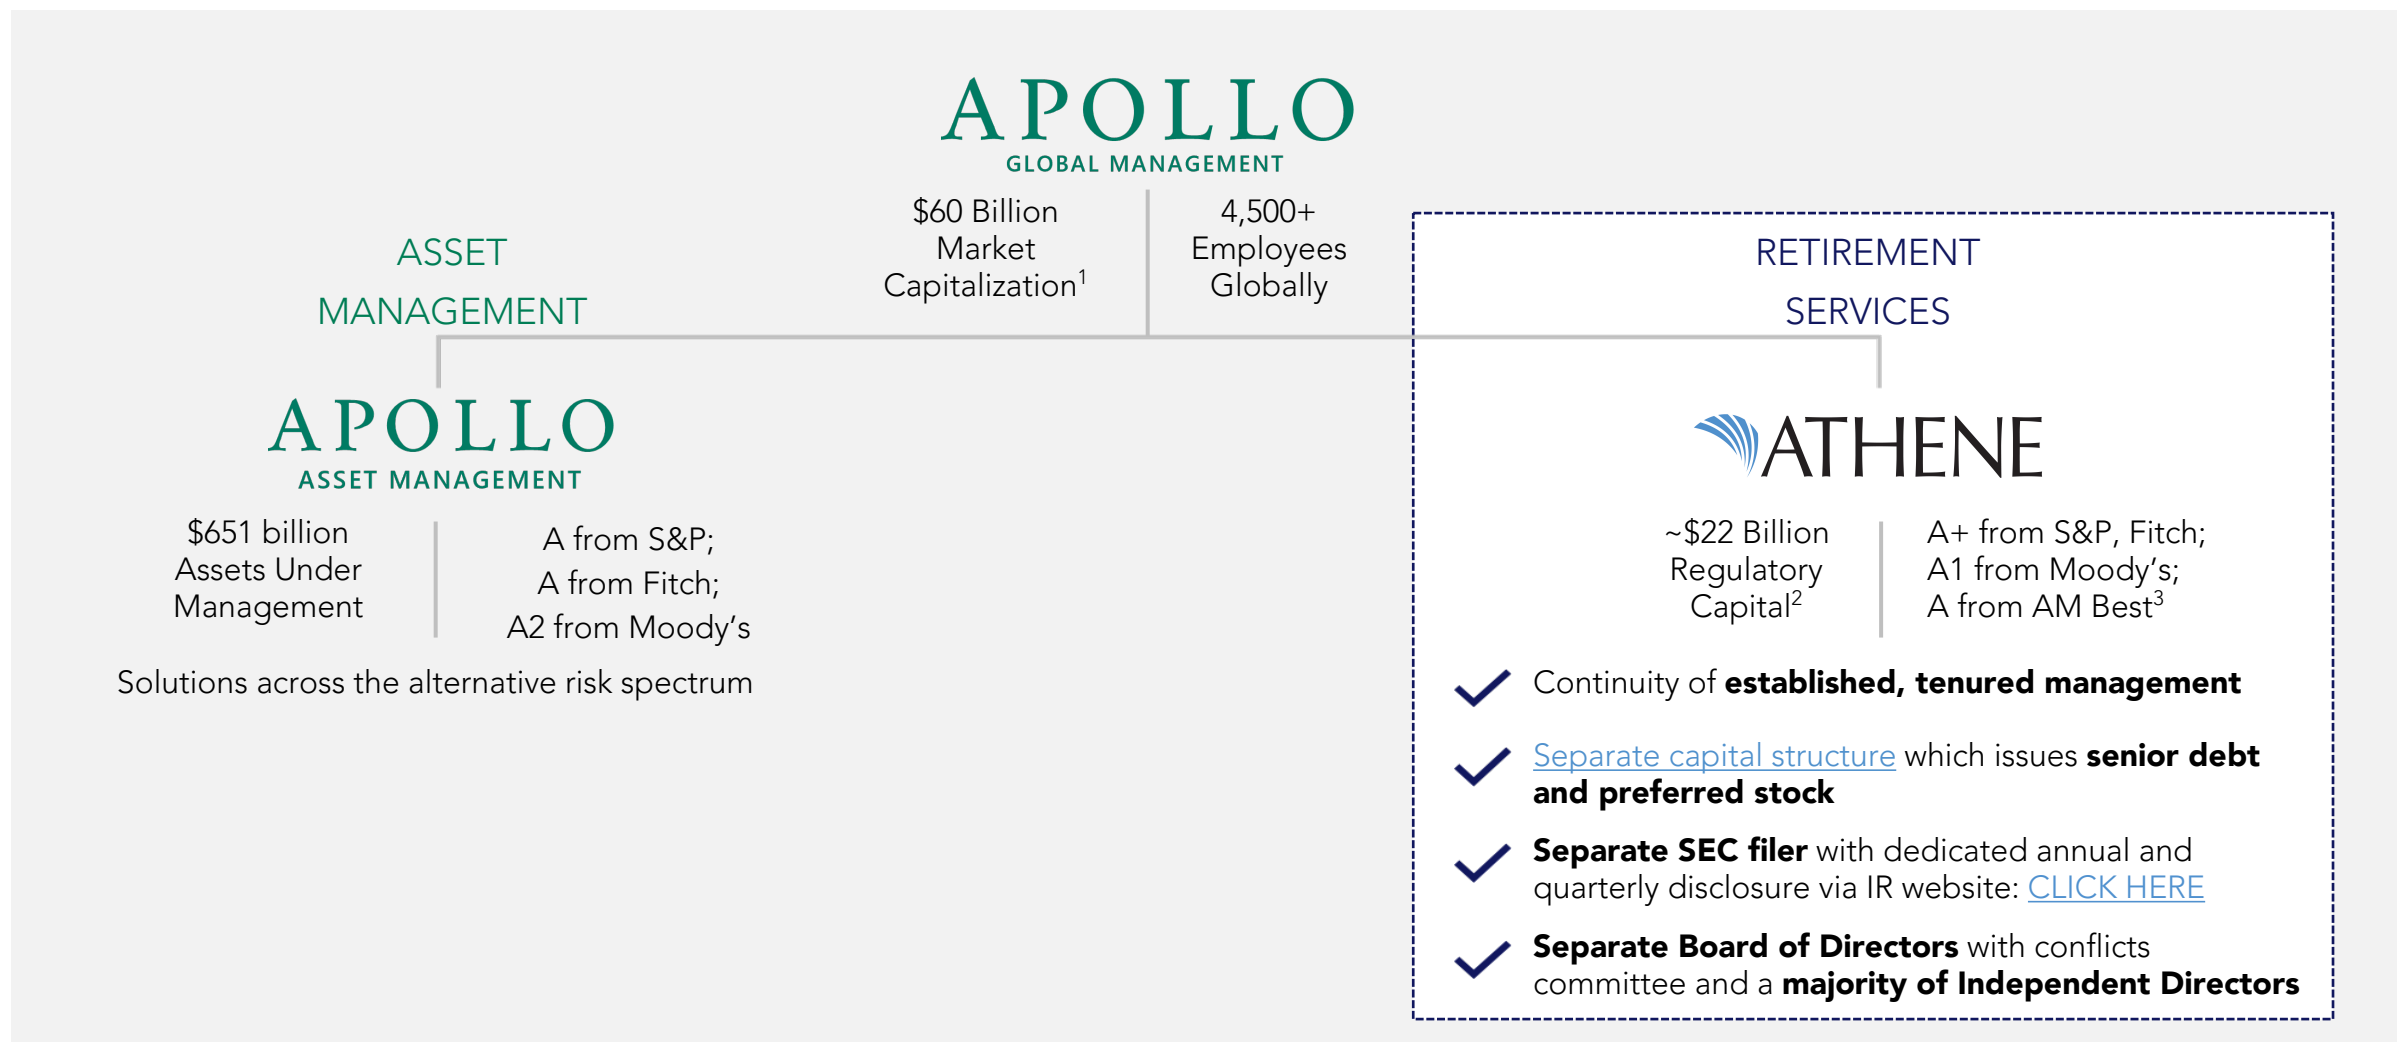 APOLLO
GLOBAL MANAGEMENT
$60 Billion
Market
Capitalization1
4,500+
Employees
Globally
ASSET
MANAGEMENT
APOLLO
ASSET MANAGEMENT
$651 billion
Assets Under
Management
A from S&P;
A from Fitch;
A2 from Moody’s
Solutions across the alternative risk spectrum
RETIREMENT
SERVICES
ATHENE
~$22 Billion
Regulatory
Capital2
A+ from S&P, Fitch;
A1 from Moody’s;
A from AM Best3
Continuity of established, tenured management
Separate capital structure which issues senior debt
and preferred stock
Separate SEC filer with dedicated annual and
quarterly disclosure via IR website: CLICK HERE
Separate Board of Directors with conflicts
committee and a majority of Independent Directors